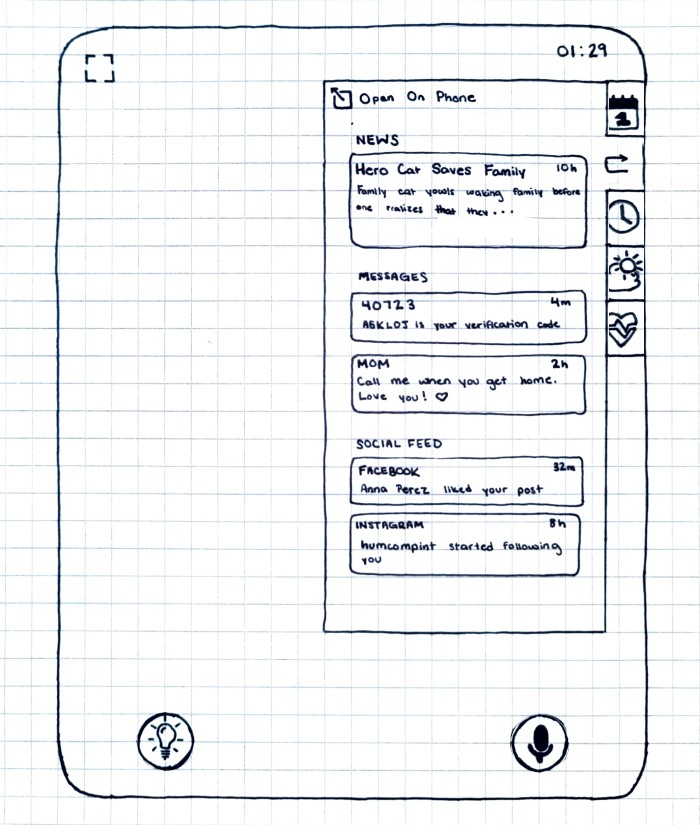 01:29
Open On Phone
NEWS
Hero Cat Saves Family 10h
Family cat yowls waking family before
one realizes that they...
MESSAGES
40723 4m
A6KLOJ is your verification code
MOM 2h
Call me when you get home.
Love you! ♡
SOCIAL FEED
FACEBOOK 32m
Anna Perez liked your post
INSTAGRAM 8h
humcompint started following
you
1